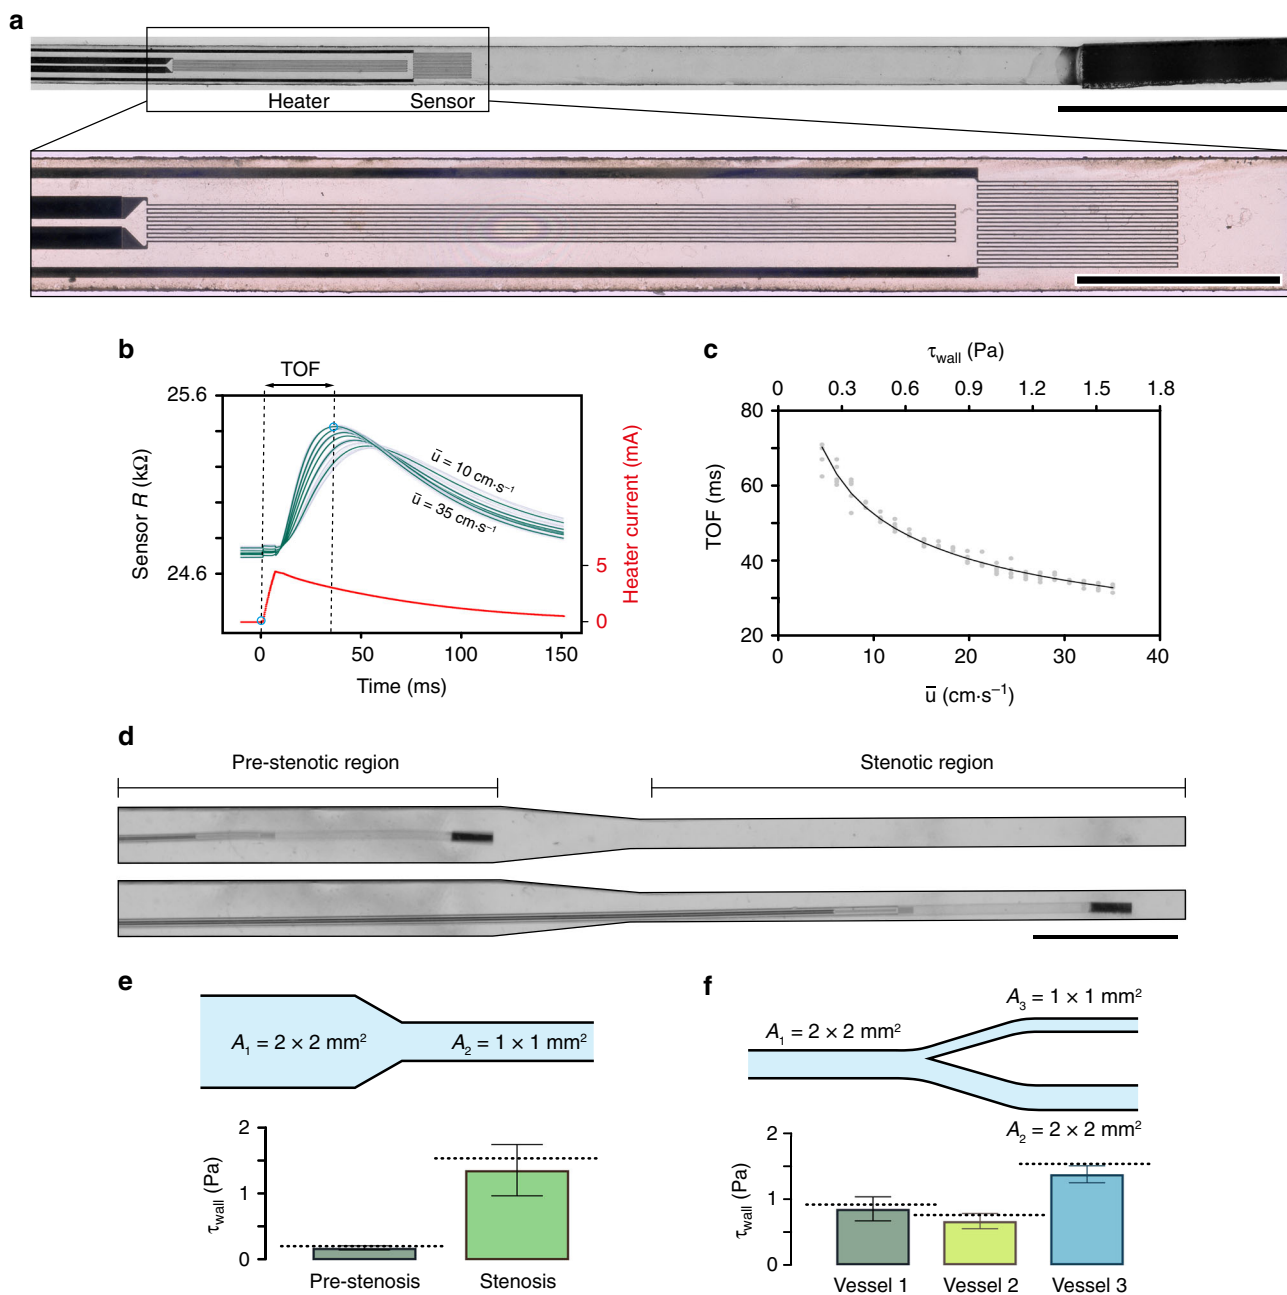 a
Heater
Sensor
b
TOF
25.6
24.6
Sensor R (kΩ)
ū = 10 cm·s⁻¹
ū = 35 cm·s⁻¹
5
0
Heater current (mA)
0
50
100
150
Time (ms)
c
τwall (Pa)
0
0.3
0.6
0.9
1.2
1.5
1.8
80
60
40
20
TOF (ms)
0
10
20
30
40
ū (cm·s⁻¹)
d
Pre-stenotic region
Stenotic region
e
A₁ = 2 × 2 mm²
A₂ = 1 × 1 mm²
2
1
0
τwall (Pa)
Pre-stenosis
Stenosis
f
A₃ = 1 × 1 mm²
A₁ = 2 × 2 mm²
A₂ = 2 × 2 mm²
2
1
0
τwall (Pa)
Vessel 1
Vessel 2
Vessel 3